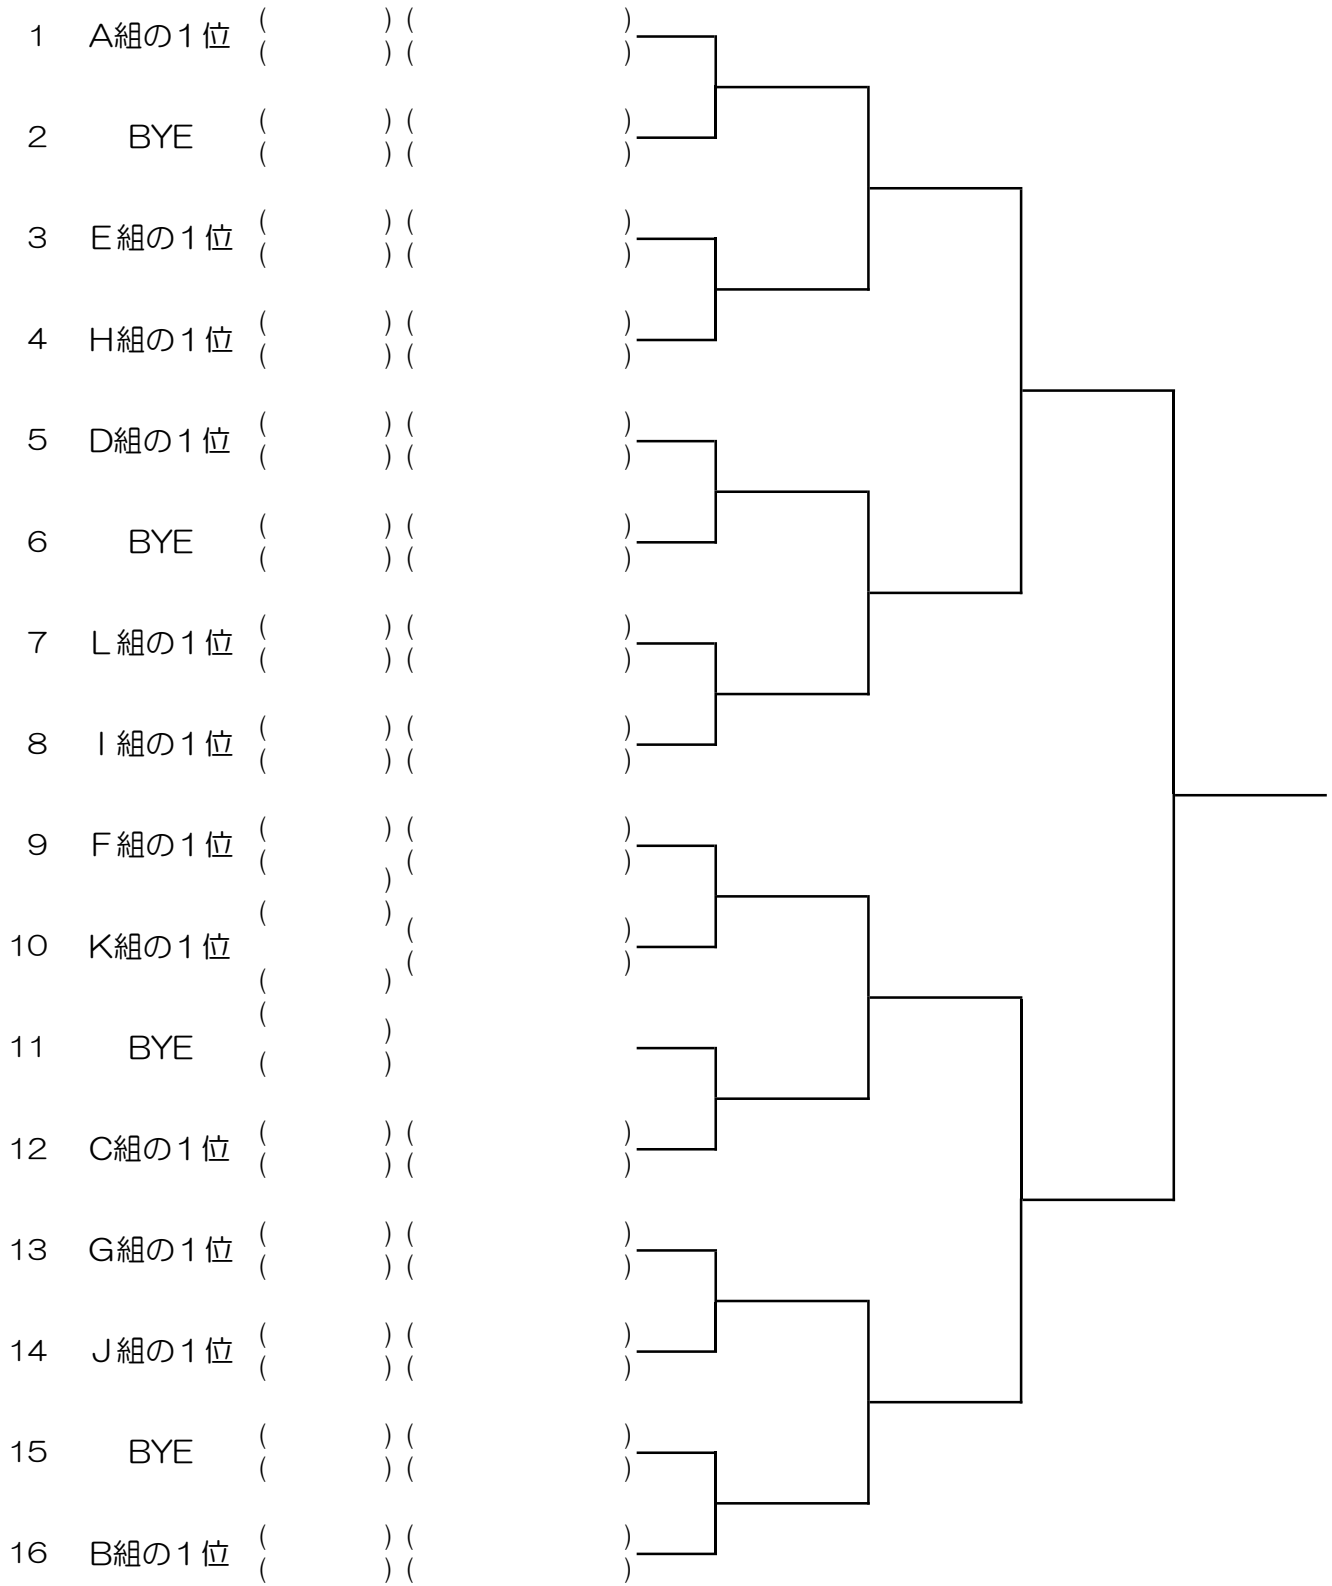 1 A組の1位 ( ) ( )
( ) ( )
2 BYE ( ) ( )
( ) ( )
3 E組の1位 ( ) ( )
( ) ( )
4 H組の1位 ( ) ( )
( ) ( )
5 D組の1位 ( ) ( )
( ) ( )
6 BYE ( ) ( )
( ) ( )
7 L組の1位 ( ) ( )
( ) ( )
8 I組の1位 ( ) ( )
( ) ( )
9 F組の1位 ( ) ( )
( ( )
)
( )
10 K組の1位 ( )
( )
( )
(
11 BYE )
( )
12 C組の1位 ( ) ( )
( ) ( )
13 G組の1位 ( ) ( )
( ) ( )
14 J組の1位 ( ) ( )
( ) ( )
15 BYE ( ) ( )
( ) ( )
16 B組の1位 ( ) ( )
( ) ( )